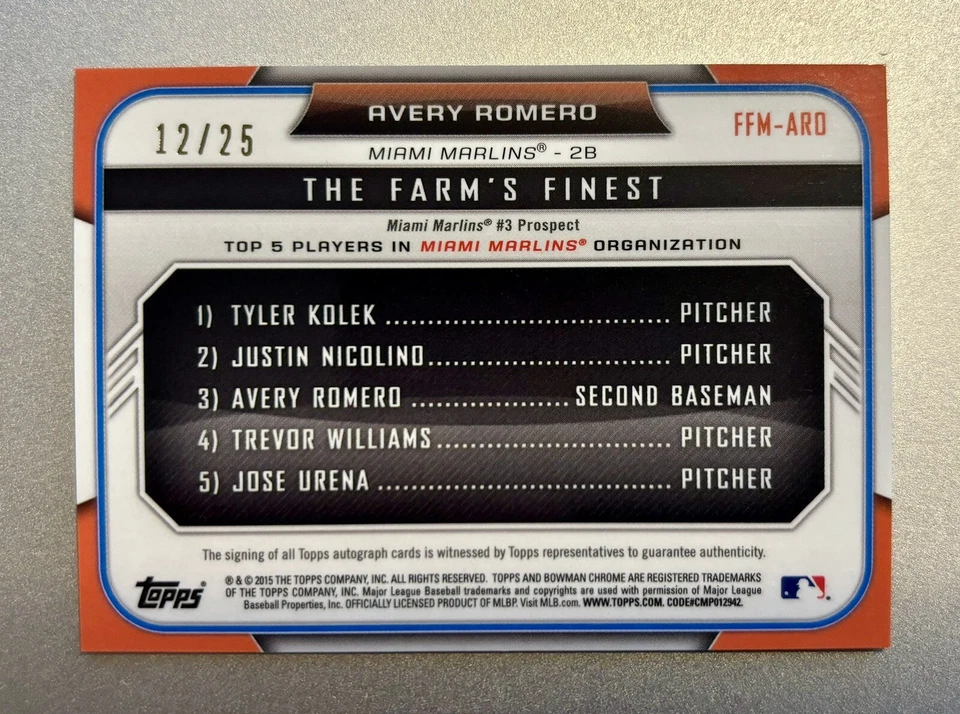 AVERY ROMERO
12/25
FFM-ARO
MIAMI MARLINS® - 2B
THE FARM'S FINEST
Miami Marlins® #3 Prospect
TOP 5 PLAYERS IN MIAMI MARLINS® ORGANIZATION
1) TYLER KOLEK .................................. PITCHER
2) JUSTIN NICOLINO............................. PITCHER
3) AVERY ROMERO ................... SECOND BASEMAN
4) TREVOR WILLIAMS............................ PITCHER
5) JOSE URENA ................................... PITCHER
The signing of all Topps autograph cards is witnessed by Topps representatives to guarantee authenticity.
Topps®
® & © 2015 THE TOPPS COMPANY, INC. ALL RIGHTS RESERVED. TOPPS AND BOWMAN CHROME ARE REGISTERED TRADEMARKS
OF THE TOPPS COMPANY, INC. Major League Baseball trademarks and copyrights are used with permission of Major League
Baseball Properties, Inc. OFFICIALLY LICENSED PRODUCT OF MLBP. Visit MLB.com. WWW.TOPPS.COM. CODE#CMP012942.